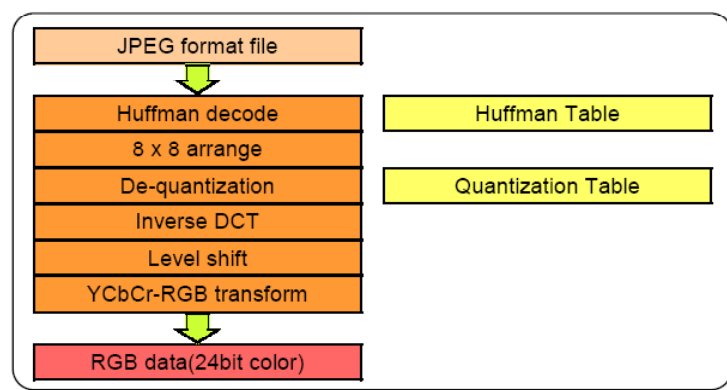 JPEG format file
Huffman decode
Huffman Table
8 x 8 arrange
De-quantization
Quantization Table
Inverse DCT
Level shift
YCbCr-RGB transform
RGB data(24bit color)